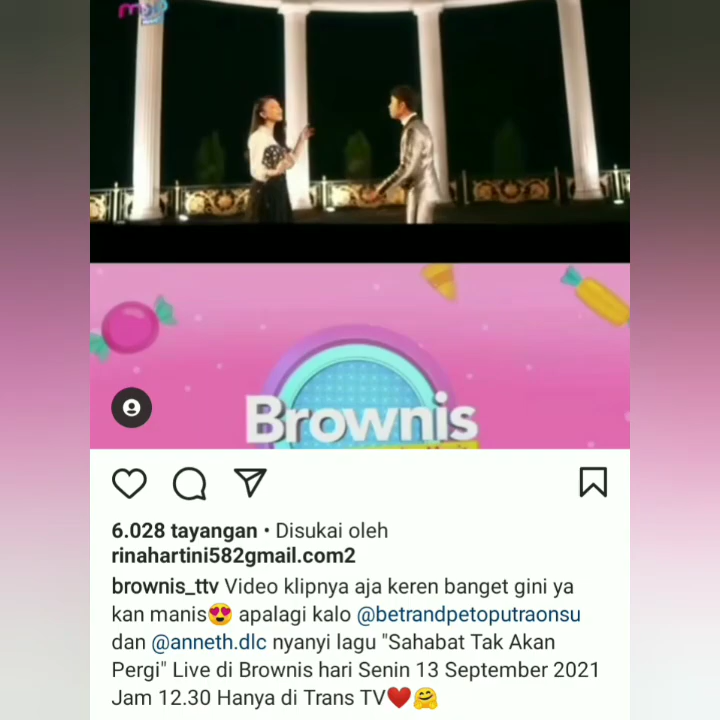 Brownis
6.028 tayangan • Disukai oleh
rinahartini582gmail.com2
brownis_ttv Video klipnya aja keren banget gini ya
kan manis😍 apalagi kalo @betrandpetoputraonsu
dan @anneth.dlc nyanyi lagu "Sahabat Tak Akan
Pergi" Live di Brownis hari Senin 13 September 2021
Jam 12.30 Hanya di Trans TV❤️🤗